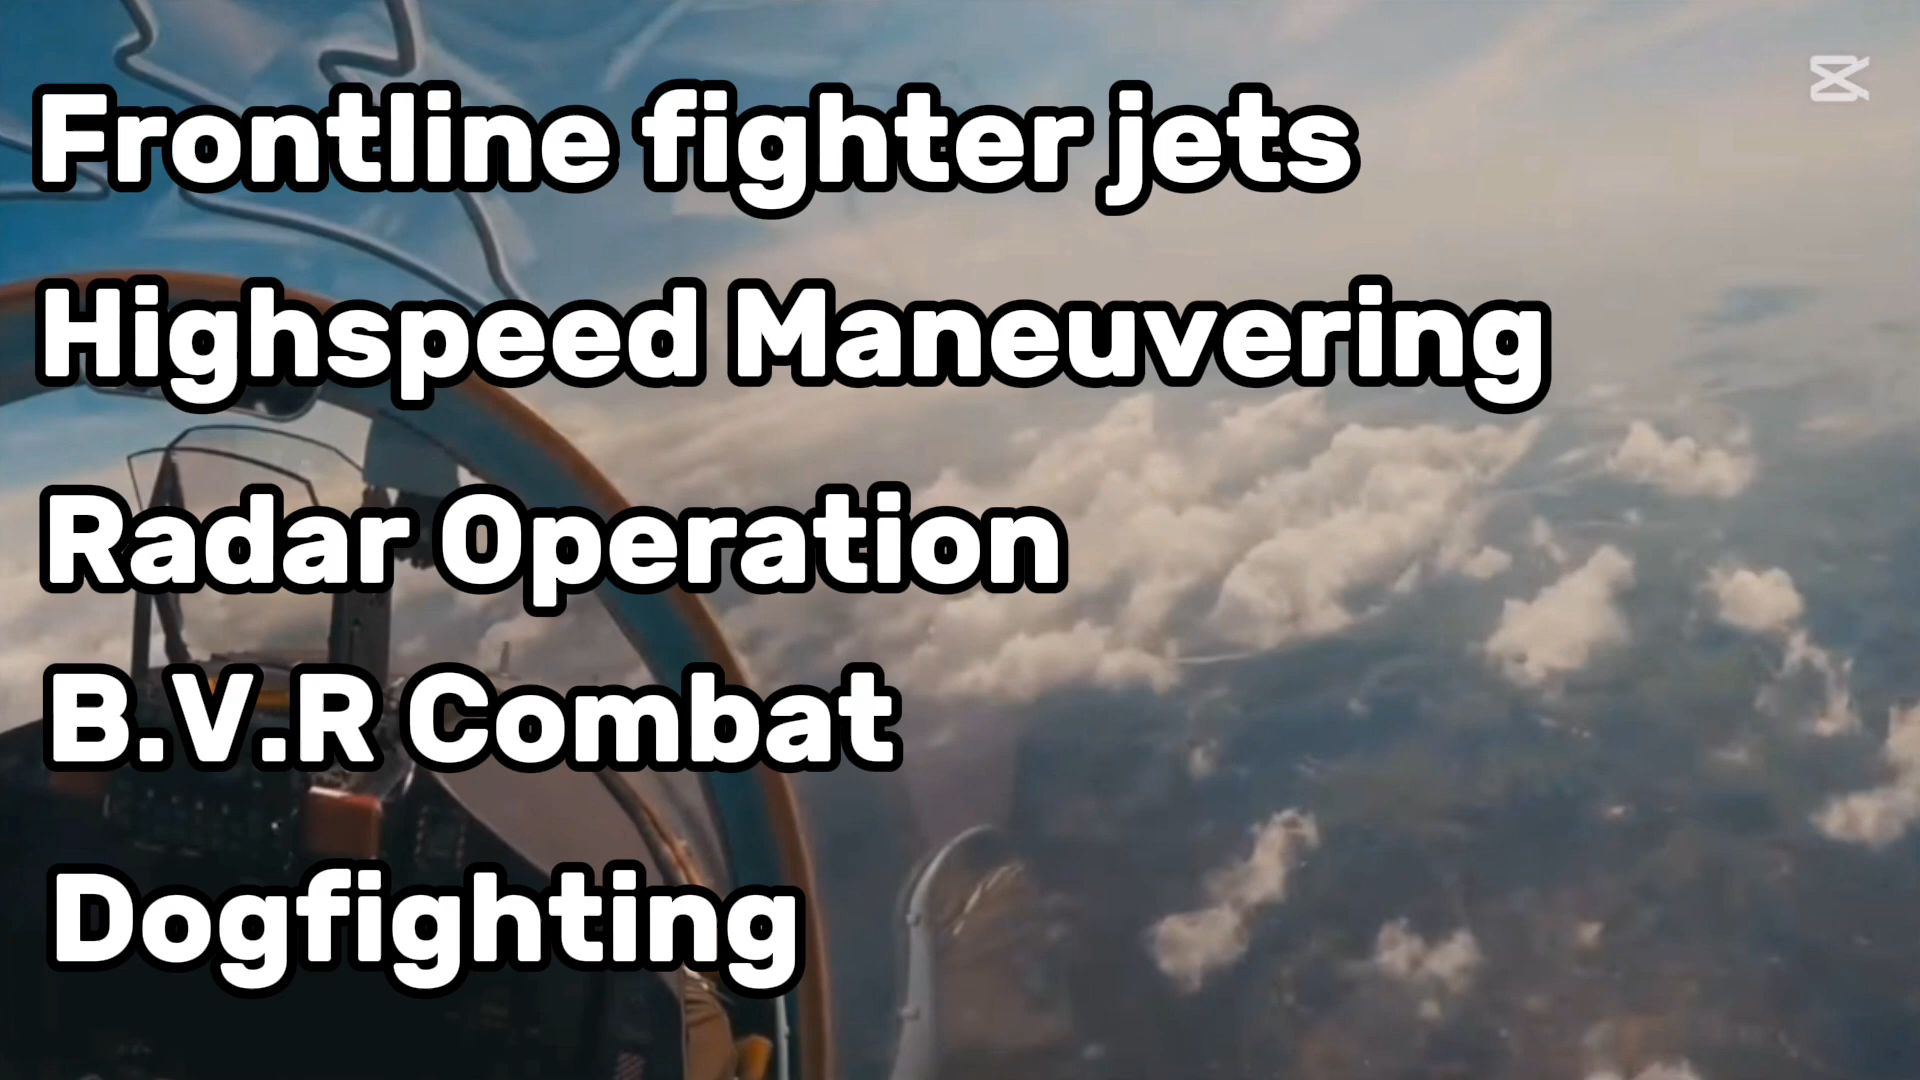 Frontline fighter jets
Highspeed Maneuvering
Radar Operation
B.V.R Combat
Dogfighting